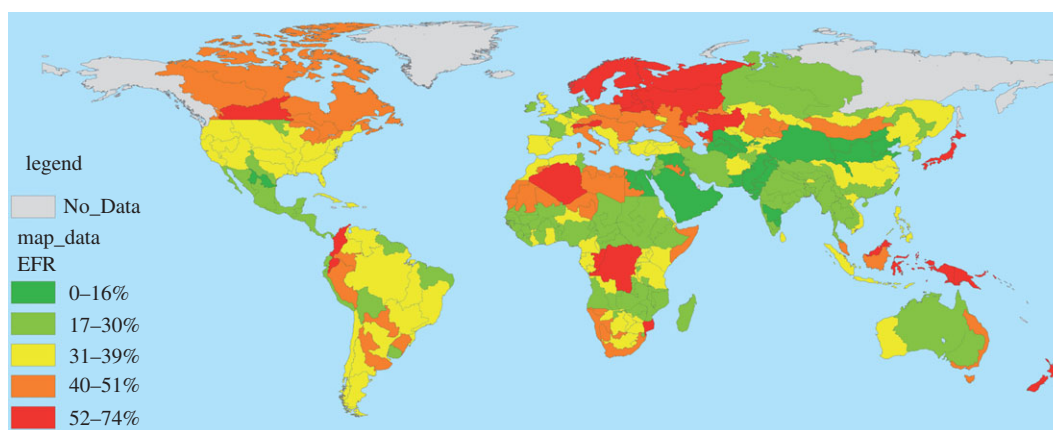 legend
No_Data
map_data
EFR
0–16%
17–30%
31–39%
40–51%
52–74%